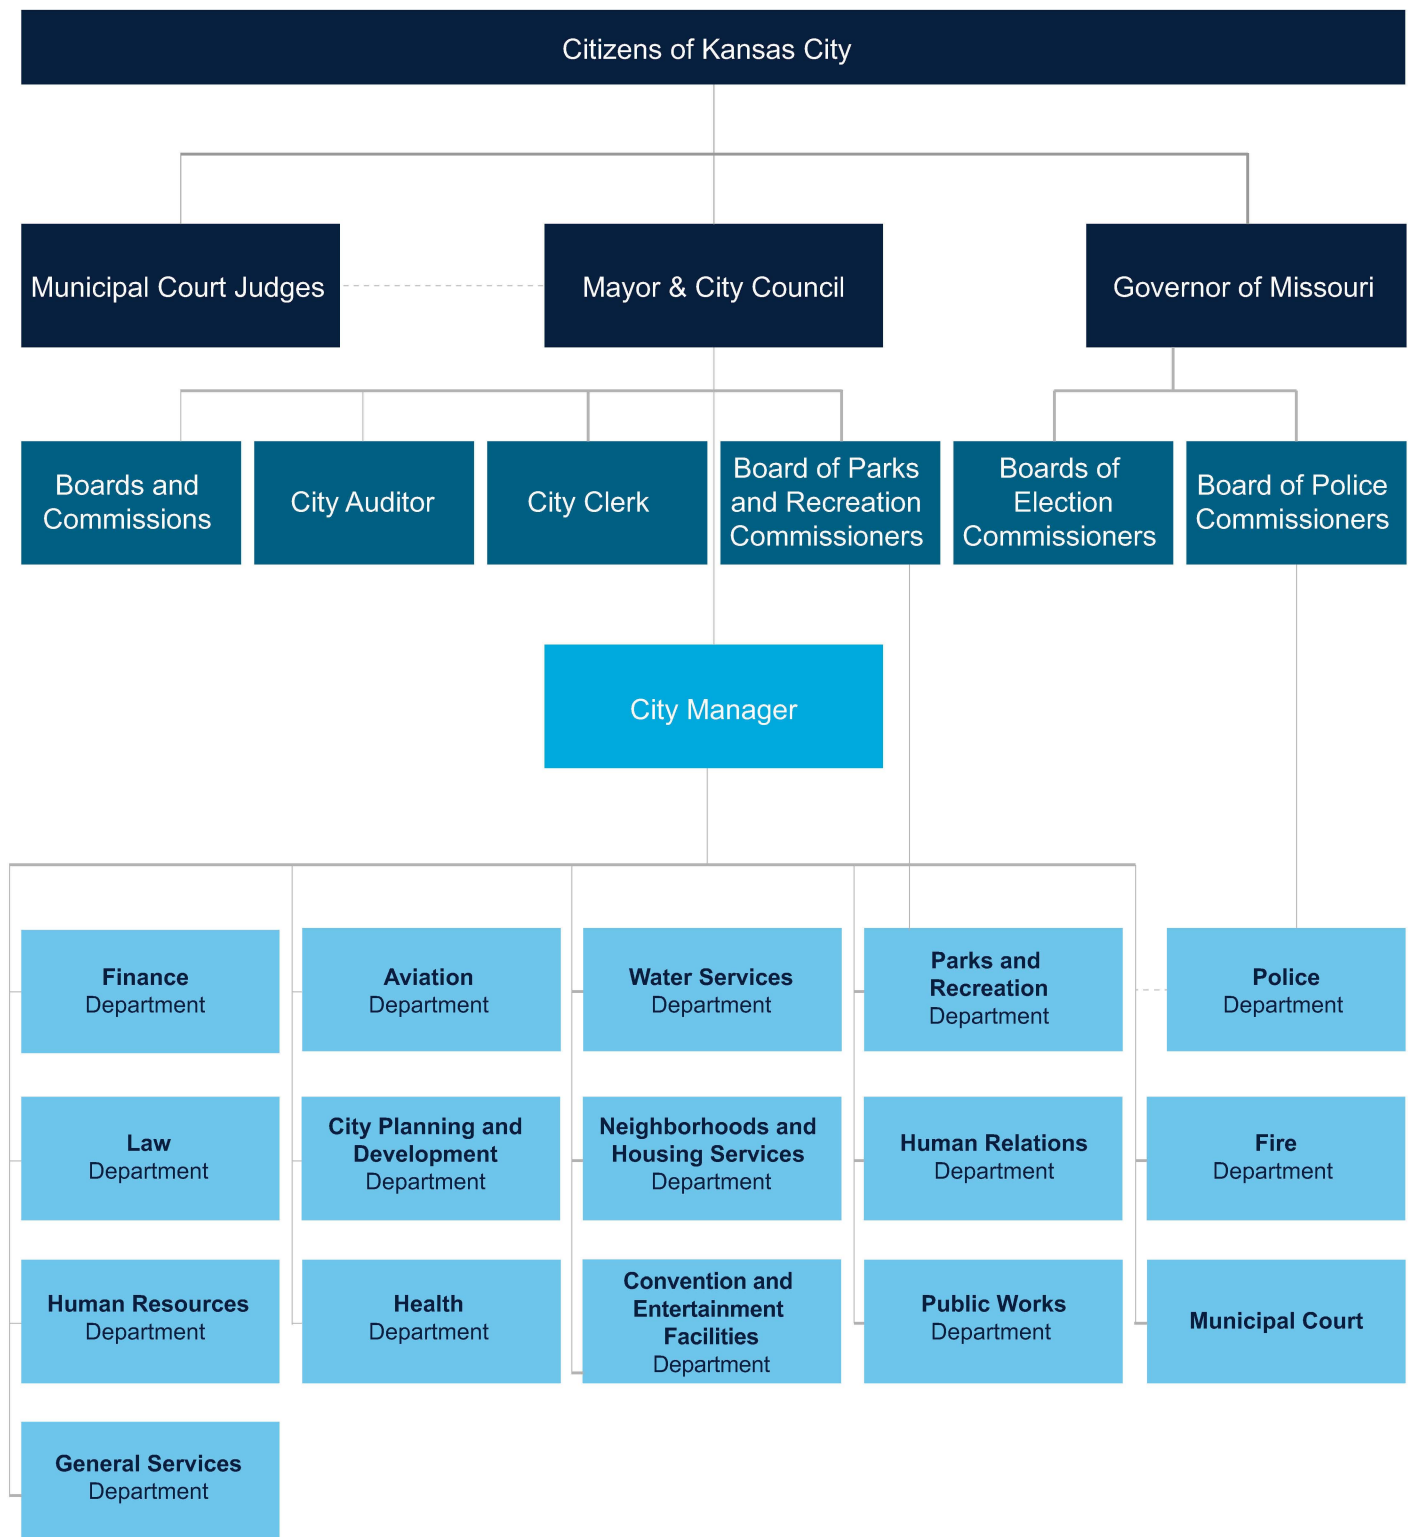 Citizens of Kansas City
Municipal Court Judges
Mayor & City Council
Governor of Missouri
Boards and
Commissions
City Auditor
City Clerk
Board of Parks
and Recreation
Commissioners
Boards of
Election
Commissioners
Board of Police
Commissioners
City Manager
Finance
Department
Aviation
Department
Water Services
Department
Parks and
Recreation
Department
Police
Department
Law
Department
City Planning and
Development
Department
Neighborhoods and
Housing Services
Department
Human Relations
Department
Fire
Department
Human Resources
Department
Health
Department
Convention and
Entertainment
Facilities
Department
Public Works
Department
Municipal Court
General Services
Department